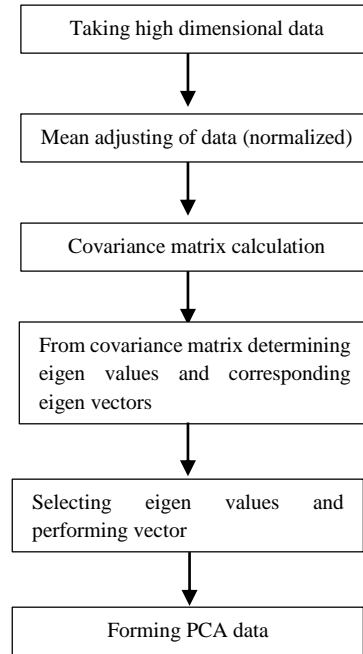 Taking high dimensional data
Mean adjusting of data (normalized)
Covariance matrix calculation
From covariance matrix determining
eigen values and corresponding
eigen vectors
Selecting eigen values and
performing vector
Forming PCA data